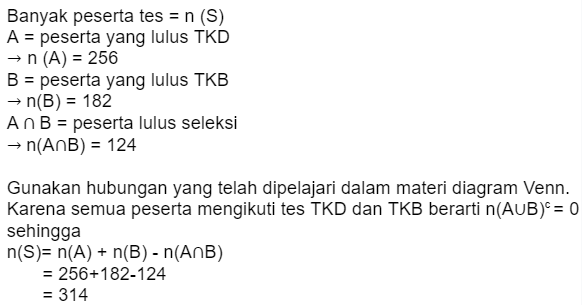 Banyak peserta tes = n (S)
A = peserta yang lulus TKD
→ n (A) = 256
B = peserta yang lulus TKB
→ n(B) = 182
A ∩ B = peserta lulus seleksi
→ n(A∩B) = 124
Gunakan hubungan yang telah dipelajari dalam materi diagram Venn.
Karena semua peserta mengikuti tes TKD dan TKB berarti n(A∪B)ᶜ = 0
sehingga
n(S)= n(A) + n(B) - n(A∩B)
= 256+182-124
= 314